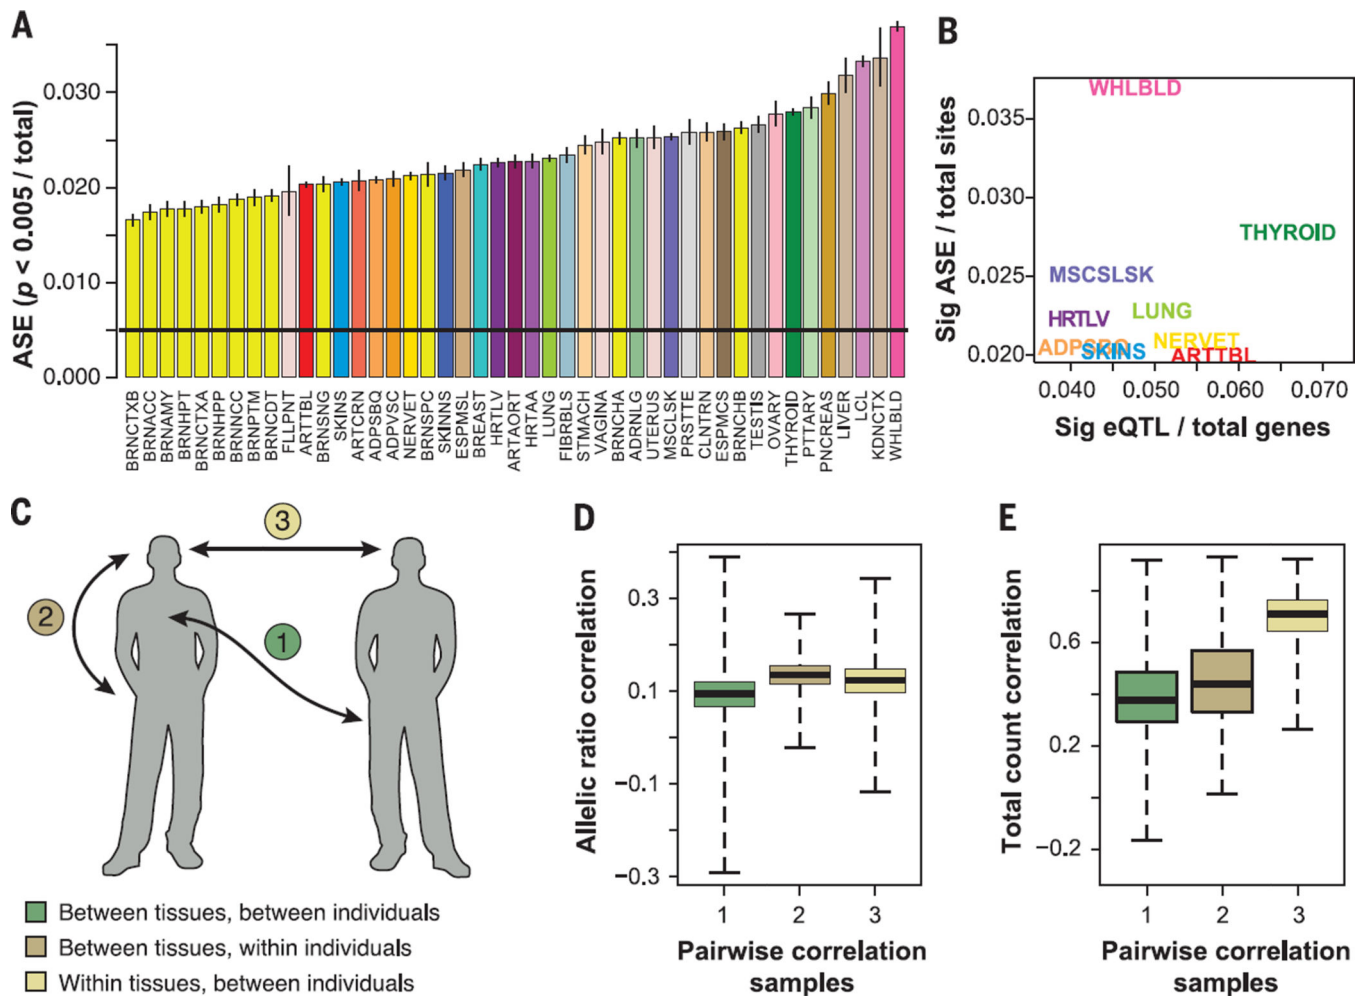 A
ASE (p < 0.005 / total)
0.030
0.020
0.010
0.000
BRNCTXB
BRNACC
BRNAMY
BRNHPT
BRNCTXA
BRNHPP
BRNNCC
BRNPTM
BRNCDT
FLLPNT
ARTTBL
BRNSNG
SKINS
ARTCRN
ADPSBQ
ADPVSC
NERVET
BRNSPC
SKINNS
ESPMSL
BREAST
HRTLV
ARTAORT
HRTAA
LUNG
FIBRBLS
STMACH
VAGINA
BRNCHA
ADRNLG
UTERUS
MSCLSK
PRSTTE
CLNTRN
ESPMCS
BRNCHB
TESTIS
OVARY
THYROID
PTTARY
PNCREAS
LIVER
LCL
KDNCTX
WHLBLD
B
Sig ASE / total sites
0.035
0.030
0.025
0.020
WHLBLD
THYROID
MSCSLSK
LUNG
HRTLV
NERVET
ADPSBQ
SKINS
ARTTBL
0.040
0.050
0.060
0.070
Sig eQTL / total genes
C
3
2
1
Between tissues, between individuals
Between tissues, within individuals
Within tissues, between individuals
D
Allelic ratio correlation
0.3
0.1
−0.1
−0.3
1 2 3
Pairwise correlation
samples
E
Total count correlation
0.6
0.2
−0.2
1 2 3
Pairwise correlation
samples